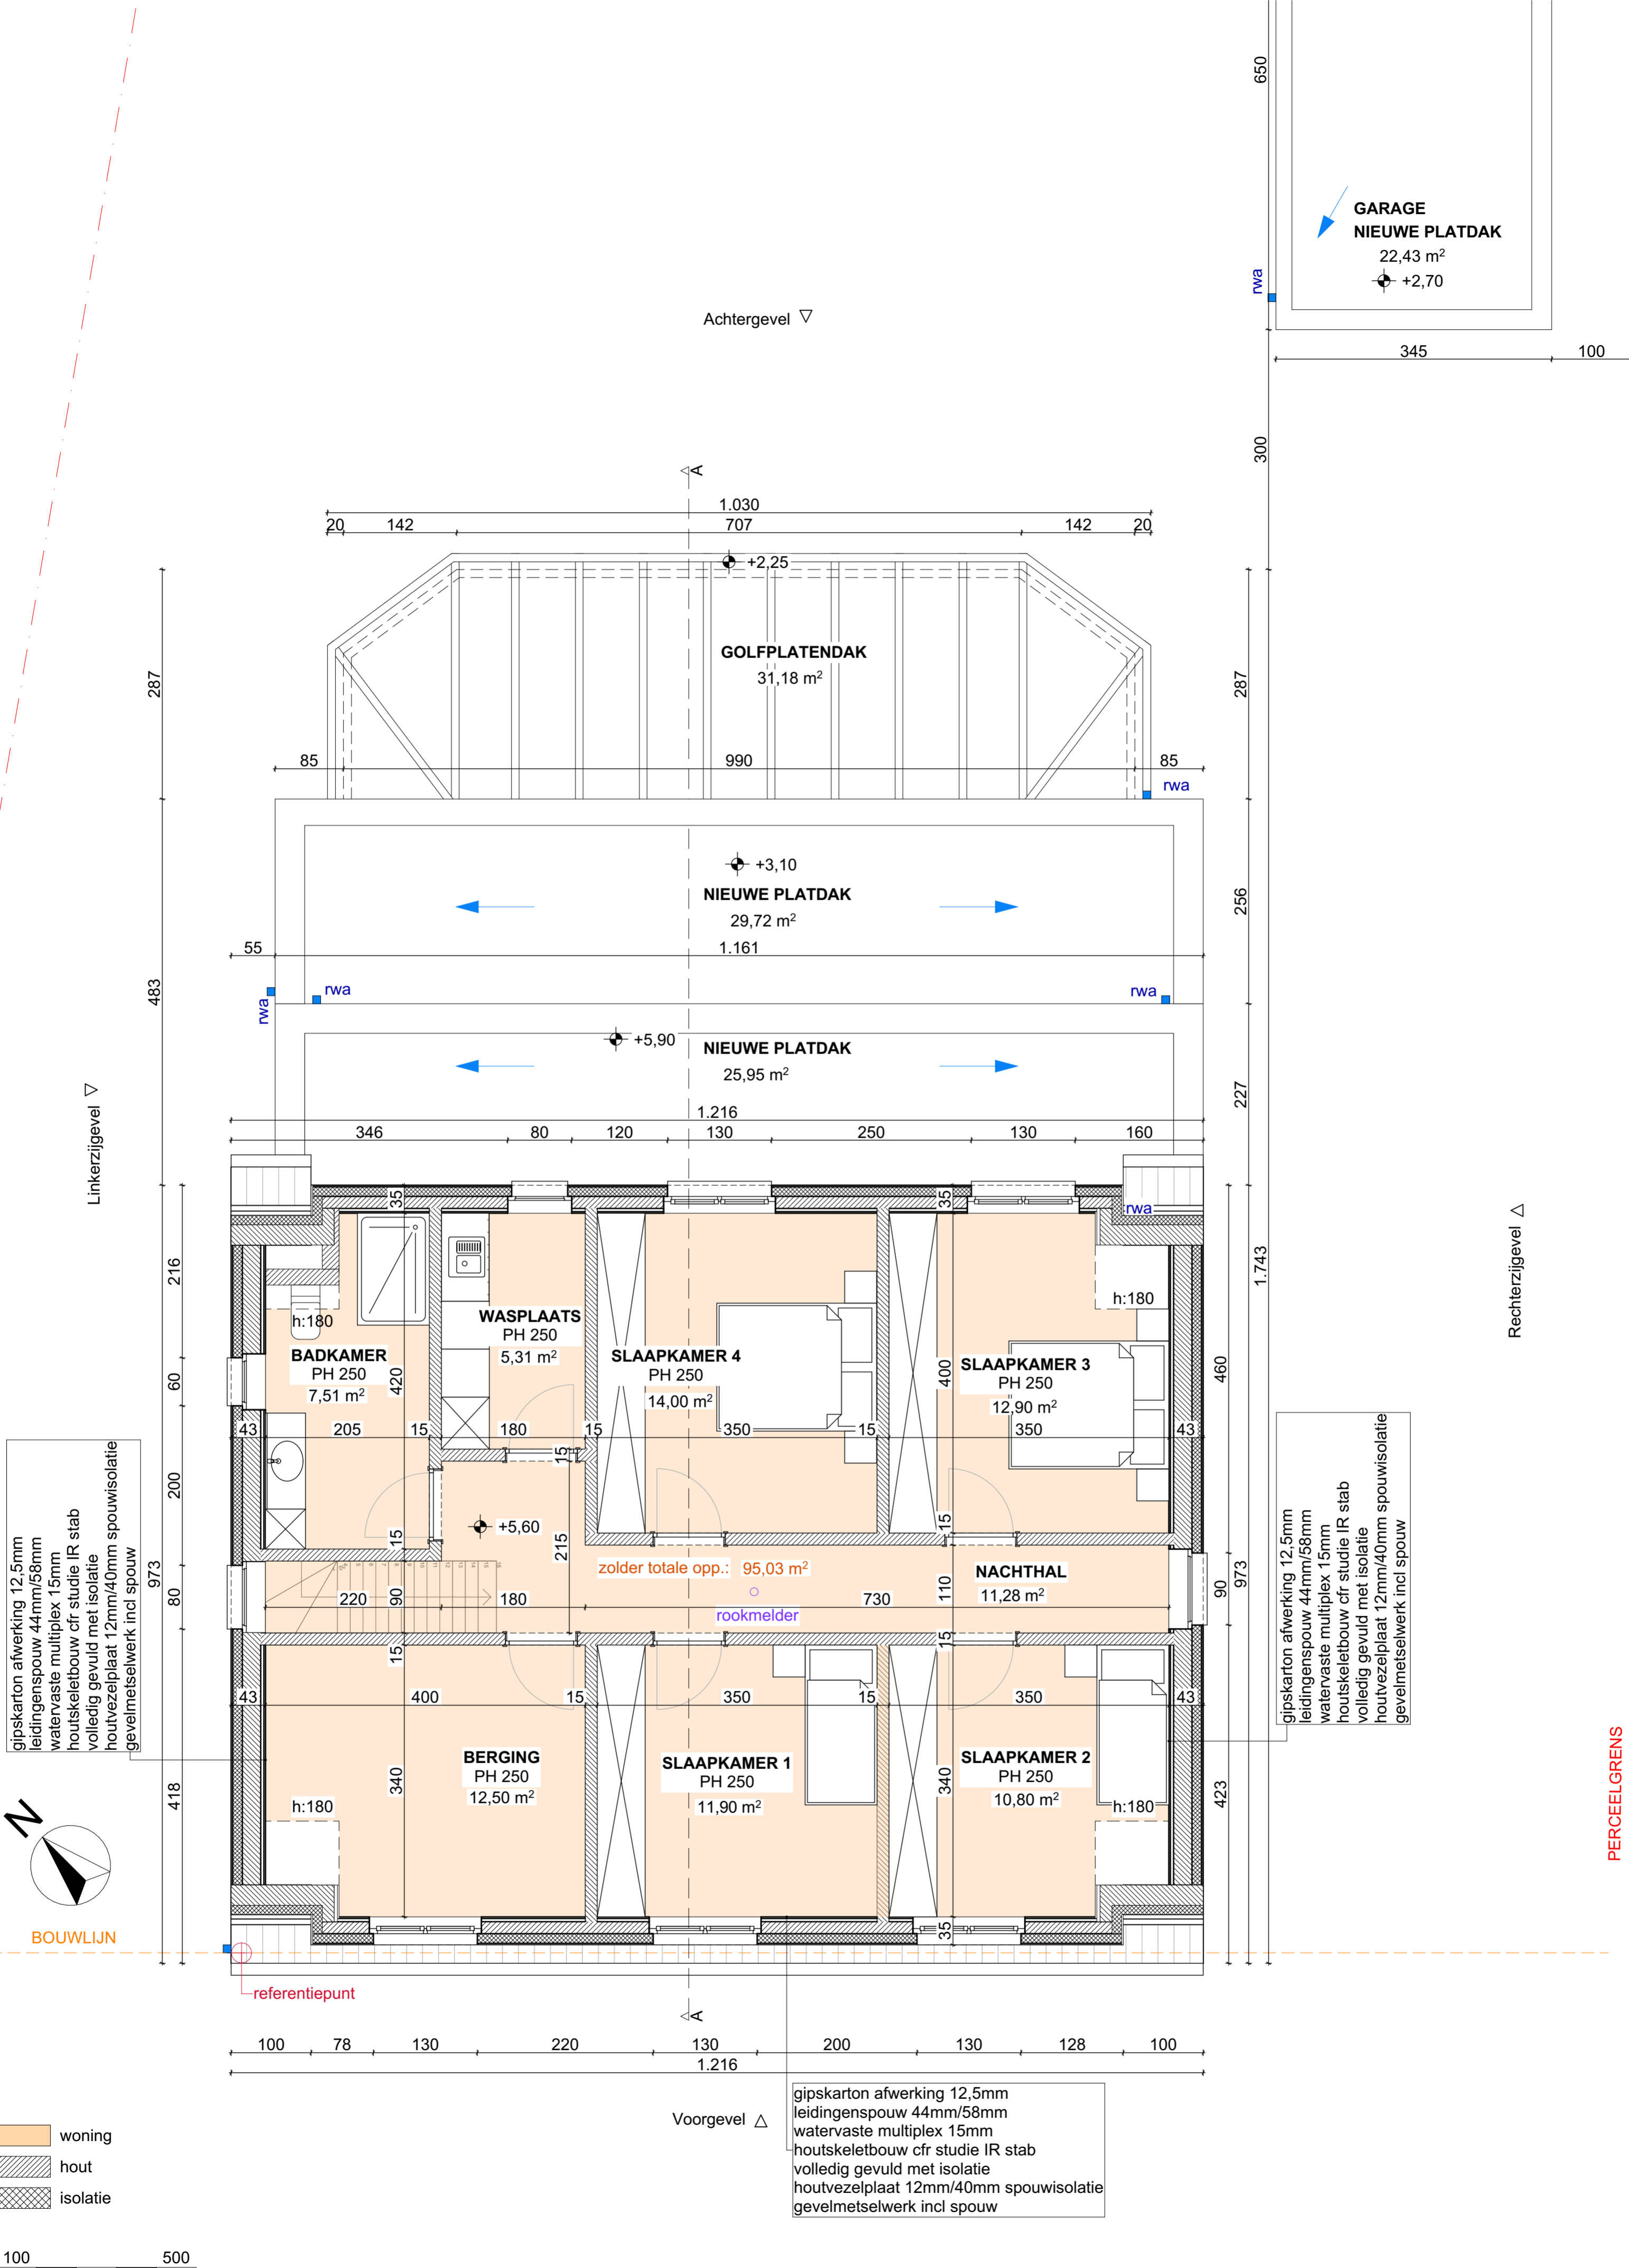 650
GARAGE
NIEUWE PLATDAK
22,43 m²
+2,70
rwa
345
100
Achtergevel
300
A
1.030
20
142
707
142
20
+2,25
GOLFPLATENDAK
31,18 m²
287
287
85
990
85
rwa
+3,10
NIEUWE PLATDAK
29,72 m²
256
55
1.161
483
rwa
rwa
rwa
+5,90
NIEUWE PLATDAK
25,95 m²
227
Linkerzijgevel
1.216
346
80
120
130
250
130
160
35
35
rwa
Rechterzijgevel
1.743
216
h:180
h:180
WASPLAATS
PH 250
5,31 m²
BADKAMER
PH 250
7,51 m²
SLAAPKAMER 4
PH 250
14,00 m²
SLAAPKAMER 3
PH 250
12,90 m²
60
420
400
460
43
205
15
180
15
350
15
350
43
15
200
+5,60
15
215
15
zolder totale opp.: 95,03 m²
NACHTHAL
11,28 m²
973
80
220
90
180
rookmelder
730
110
90
973
15
15
gipskarton afwerking 12,5mm
leidingenspouw 44mm/58mm
watervaste multiplex 15mm
houtskeletbouw cfr studie IR stab
volledig gevuld met isolatie
houtvezelplaat 12mm/40mm spouwisolatie
gevelmetselwerk incl spouw
gipskarton afwerking 12,5mm
leidingenspouw 44mm/58mm
watervaste multiplex 15mm
houtskeletbouw cfr studie IR stab
volledig gevuld met isolatie
houtvezelplaat 12mm/40mm spouwisolatie
gevelmetselwerk incl spouw
43
400
15
350
15
350
43
BERGING
PH 250
12,50 m²
SLAAPKAMER 1
PH 250
11,90 m²
SLAAPKAMER 2
PH 250
10,80 m²
418
340
340
423
h:180
h:180
PERCEELGRENS
N
35
BOUWLIJN
referentiepunt
A
100
78
130
220
130
200
130
128
100
1.216
Voorgevel
gipskarton afwerking 12,5mm
leidingenspouw 44mm/58mm
watervaste multiplex 15mm
houtskeletbouw cfr studie IR stab
volledig gevuld met isolatie
houtvezelplaat 12mm/40mm spouwisolatie
gevelmetselwerk incl spouw
woning
hout
isolatie
100
500